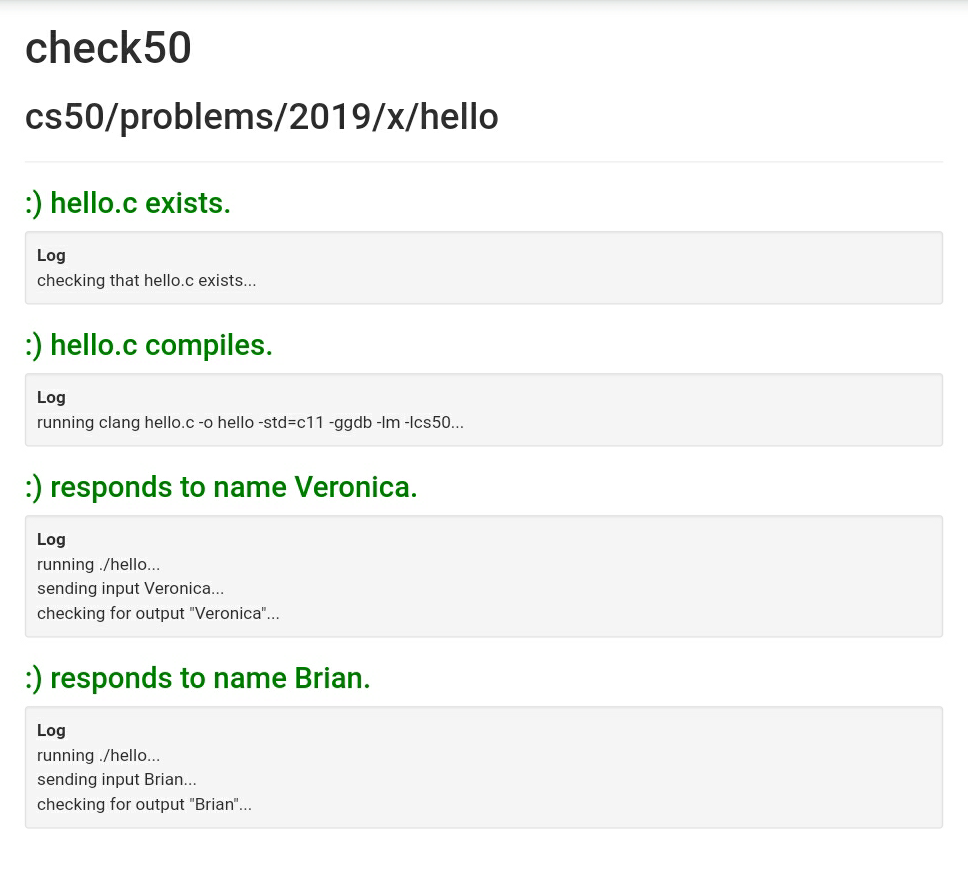 check50
cs50/problems/2019/x/hello
:) hello.c exists.
Log
checking that hello.c exists...
:) hello.c compiles.
Log
running clang hello.c -o hello -std=c11 -ggdb -lm -lcs50...
:) responds to name Veronica.
Log
running ./hello...
sending input Veronica...
checking for output "Veronica"...
:) responds to name Brian.
Log
running ./hello...
sending input Brian...
checking for output "Brian"...